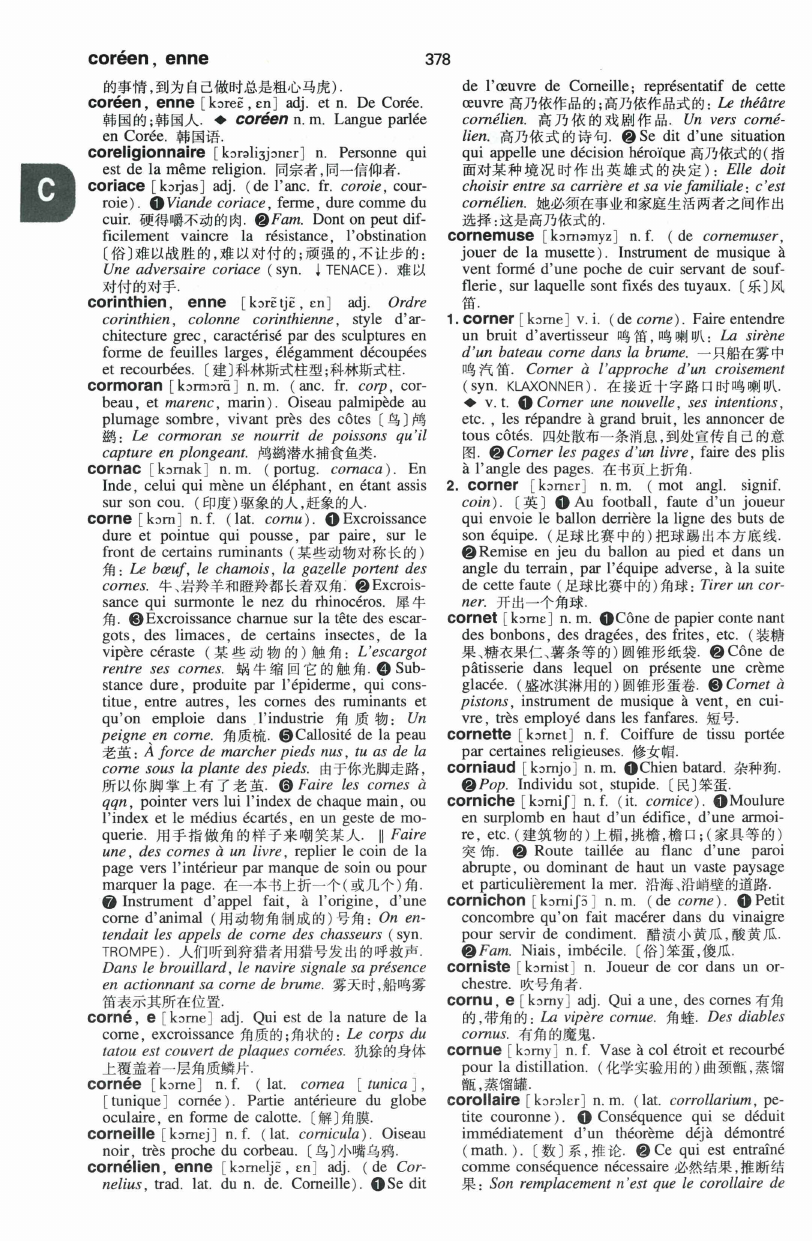 coréen, enne
378
的事情,到为自己做时总是粗心马虎).
coréen, enne [kɔreɛ̃, ɛn] adj. et n. De Corée.
韩国的;韩国人. ◆ coréen n. m. Langue parlée
en Corée. 韩国语.
coreligionnaire [kɔrəliʒjɔnɛr] n. Personne qui
est de la même religion. 同宗者,同一信仰者.
C
coriace [kɔrjas] adj. (de l'anc. fr. coroie, cour-
roie). ❶Viande coriace, ferme, dure comme du
cuir. 硬得嚼不动的肉. ❷Fam. Dont on peut dif-
ficilement vaincre la résistance, l'obstination
〔俗〕难以战胜的,难以对付的;顽强的,不让步的:
Une adversaire coriace (syn. ↓TENACE). 难以
对付的对手.
corinthien, enne [kɔrɛ̃tjɛ̃, ɛn] adj. Ordre
corinthien, colonne corinthienne, style d'ar-
chitecture grec, caractérisé par des sculptures en
forme de feuilles larges, élégamment découpées
et recourbées. 〔建〕科林斯式柱型;科林斯式柱.
cormoran [kɔrmɔrɑ̃] n. m. (anc. fr. corp, cor-
beau, et marenc, marin). Oiseau palmipède au
plumage sombre, vivant près des côtes 〔鸟〕鸬
鹚: Le cormoran se nourrit de poissons qu'il
capture en plongeant. 鸬鹚潜水捕食鱼类.
cornac [kɔrnak] n. m. (portug. cornaca). En
Inde, celui qui mène un éléphant, en étant assis
sur son cou. (印度)驱象的人,赶象的人.
corne [kɔrn] n. f. (lat. cornu). ❶Excroissance
dure et pointue qui pousse, par paire, sur le
front de certains ruminants (某些动物对称长的)
角: Le bœuf, le chamois, la gazelle portent des
cornes. 牛、岩羚羊和瞪羚都长着双角. ❷Excrois-
sance qui surmonte le nez du rhinocéros. 犀牛
角. ❸Excroissance charnue sur la tête des escar-
gots, des limaces, de certains insectes, de la
vipère céraste (某些动物的)触角: L'escargot
rentre ses cornes. 蜗牛缩回它的触角. ❹Sub-
stance dure, produite par l'épiderme, qui cons-
titue, entre autres, les cornes des ruminants et
qu'on emploie dans l'industrie 角质物: Un
peigne en corne. 角质梳. ❺Callosité de la peau
老茧: À force de marcher pieds nus, tu as de la
corne sous la plante des pieds. 由于你光脚走路,
所以你脚掌上有了老茧. ❻ Faire les cornes à
qqn, pointer vers lui l'index de chaque main, ou
l'index et le médius écartés, en un geste de mo-
querie. 用手指做角的样子来嘲笑某人. ‖ Faire
une, des cornes à un livre, replier le coin de la
page vers l'intérieur par manque de soin ou pour
marquer la page. 在一本书上折一个(或几个)角.
❼ Instrument d'appel fait, à l'origine, d'une
corne d'animal (用动物角制成的)号角: On en-
tendait les appels de corne des chasseurs (syn.
TROMPE). 人们听到狩猎者用猎号发出的呼救声.
Dans le brouillard, le navire signale sa présence
en actionnant sa corne de brume. 雾天时,船鸣雾
笛表示其所在位置.
corné, e [kɔrne] adj. Qui est de la nature de la
corne, excroissance 角质的;角状的: Le corps du
tatou est couvert de plaques cornées. 犰狳的身体
上覆盖着一层角质鳞片.
cornée [kɔrne] n. f. (lat. cornea [tunica],
[tunique] cornée). Partie antérieure du globe
oculaire, en forme de calotte. 〔解〕角膜.
corneille [kɔrnɛj] n. f. (lat. cornicula). Oiseau
noir, très proche du corbeau. 〔鸟〕小嘴乌鸦.
cornélien, enne [kɔrneljɛ̃, ɛn] adj. (de Cor-
nelius, trad. lat. du n. de. Corneille). ❶Se dit
de l'œuvre de Corneille; représentatif de cette
œuvre 高乃依作品的;高乃依作品式的: Le théâtre
cornélien. 高乃依的戏剧作品. Un vers corné-
lien. 高乃依式的诗句. ❷Se dit d'une situation
qui appelle une décision héroïque 高乃依式的(指
面对某种境况时作出英雄式的决定): Elle doit
choisir entre sa carrière et sa vie familiale: c'est
cornélien. 她必须在事业和家庭生活两者之间作出
选择:这是高乃依式的.
cornemuse [kɔrnəmyz] n. f. (de cornemuser,
jouer de la musette). Instrument de musique à
vent formé d'une poche de cuir servant de souf-
flerie, sur laquelle sont fixés des tuyaux. 〔乐〕风
笛.
1. corner [kɔrne] v. i. (de corne). Faire entendre
un bruit d'avertisseur 鸣笛,鸣喇叭: La sirène
d'un bateau corne dans la brume. 一只船在雾中
鸣汽笛. Corner à l'approche d'un croisement
(syn. KLAXONNER). 在接近十字路口时鸣喇叭.
◆ v. t. ❶ Corner une nouvelle, ses intentions,
etc., les répandre à grand bruit, les annoncer de
tous côtés. 四处散布一条消息,到处宣传自己的意
图. ❷Corner les pages d'un livre, faire des plis
à l'angle des pages. 在书页上折角.
2. corner [kɔrnɛr] n. m. (mot angl. signif.
coin). 〔英〕 ❶ Au football, faute d'un joueur
qui envoie le ballon derrière la ligne des buts de
son équipe. (足球比赛中的)把球踢出本方底线.
❷Remise en jeu du ballon au pied et dans un
angle du terrain, par l'équipe adverse, à la suite
de cette faute (足球比赛中的)角球: Tirer un cor-
ner. 开出一个角球.
cornet [kɔrnɛ] n. m. ❶Cône de papier conte nant
des bonbons, des dragées, des frites, etc. (装糖
果、糖衣果仁、薯条等的)圆锥形纸袋. ❷Cône de
pâtisserie dans lequel on présente une crème
glacée. (盛冰淇淋用的)圆锥形蛋卷. ❸Cornet à
pistons, instrument de musique à vent, en cui-
vre, très employé dans les fanfares. 短号.
cornette [kɔrnɛt] n. f. Coiffure de tissu portée
par certaines religieuses. 修女帽.
corniaud [kɔrnjo] n. m. ❶Chien batard. 杂种狗.
❷Pop. Individu sot, stupide. 〔民〕笨蛋.
corniche [kɔrniʃ] n. f. (it. cornice). ❶Moulure
en surplomb en haut d'un édifice, d'une armoi-
re, etc. (建筑物的)上楣,挑檐,檐口;(家具等的)
突饰. ❷ Route taillée au flanc d'une paroi
abrupte, ou dominant de haut un vaste paysage
et particulièrement la mer. 沿海、沿峭壁的道路.
cornichon [kɔrniʃɔ̃] n. m. (de corne). ❶Petit
concombre qu'on fait macérer dans du vinaigre
pour servir de condiment. 醋渍小黄瓜,酸黄瓜.
❷Fam. Niais, imbécile. 〔俗〕笨蛋,傻瓜.
corniste [kɔrnist] n. Joueur de cor dans un or-
chestre. 吹号角者.
cornu, e [kɔrny] adj. Qui a une, des cornes 有角
的,带角的: La vipère cornue. 角蝰. Des diables
cornus. 有角的魔鬼.
cornue [kɔrny] n. f. Vase à col étroit et recourbé
pour la distillation. (化学实验用的)曲颈甑,蒸馏
甑,蒸馏罐.
corollaire [kɔrɔlɛr] n. m. (lat. corrollarium, pe-
tite couronne). ❶ Conséquence qui se déduit
immédiatement d'un théorème déjà démontré
(math.). 〔数〕系,推论. ❷Ce qui est entraîné
comme conséquence nécessaire 必然结果,推断结
果: Son remplacement n'est que le corollaire de